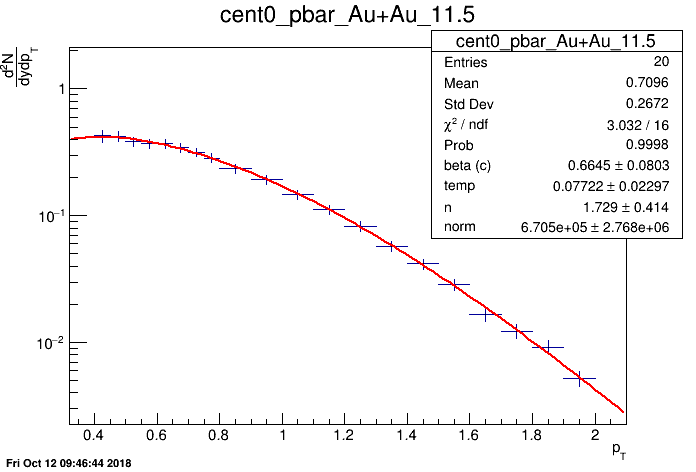 cent0_pbar_Au+Au_11.5
d²N
dydp_T
cent0_pbar_Au+Au_11.5
Entries 20
Mean 0.7096
Std Dev 0.2672
χ² / ndf 3.032 / 16
Prob 0.9998
beta (c) 0.6645 ± 0.0803
temp 0.07722 ± 0.02297
n 1.729 ± 0.414
norm 6.705e+05 ± 2.768e+06
1
10⁻¹
10⁻²
0.4 0.6 0.8 1 1.2 1.4 1.6 1.8 2
p_T
Fri Oct 12 09:46:44 2018